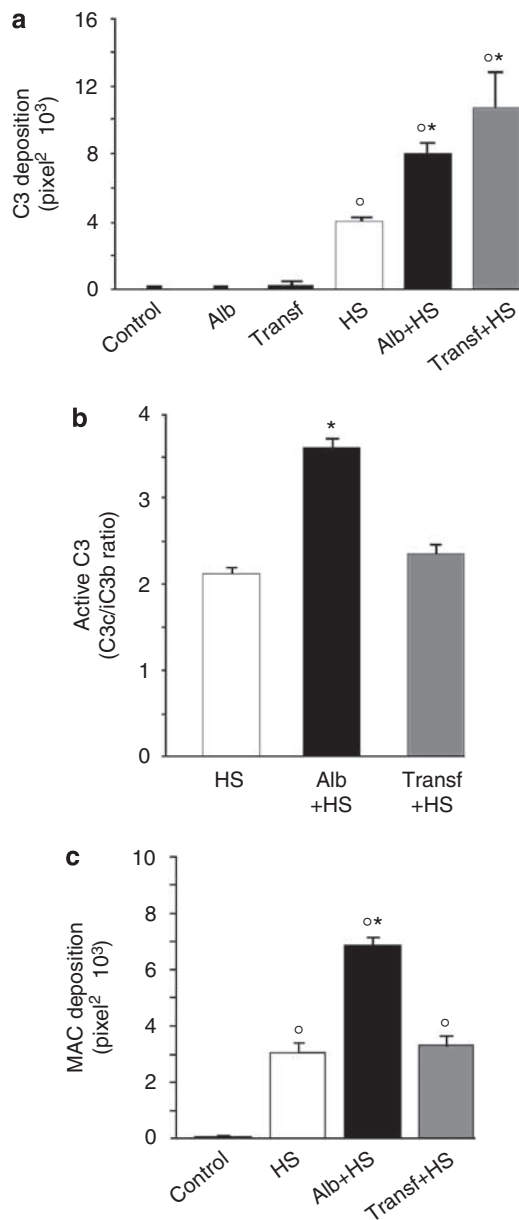 a
C3 deposition
(pixel² 10³)
16
12
8
4
0
○
○*
○*
Control
Alb
Transf
HS
Alb+HS
Transf+HS
b
Active C3
(C3c/iC3b ratio)
4
3
2
1
0
*
HS
Alb
+HS
Transf
+HS
c
MAC deposition
(pixel² 10³)
10
8
6
4
2
0
○
○*
○
Control
HS
Alb+HS
Transf+HS